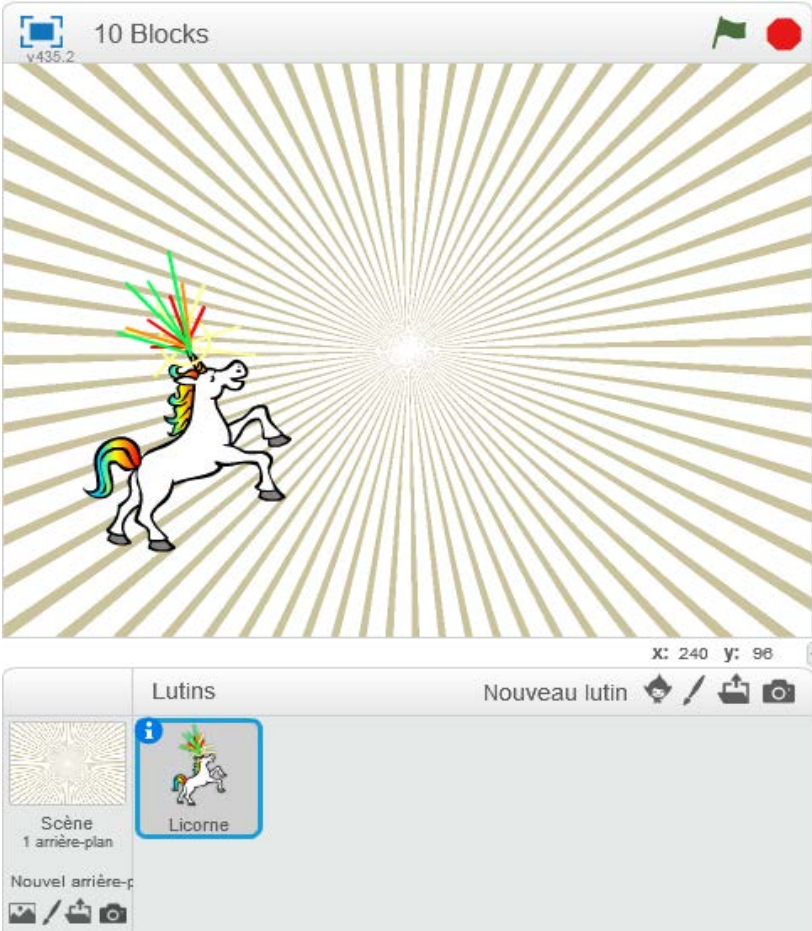 10 Blocks
v435.2
x: 240 y: 96
Lutins
Nouveau lutin
Licorne
Scène
1 arrière-plan
Nouvel arrière-p